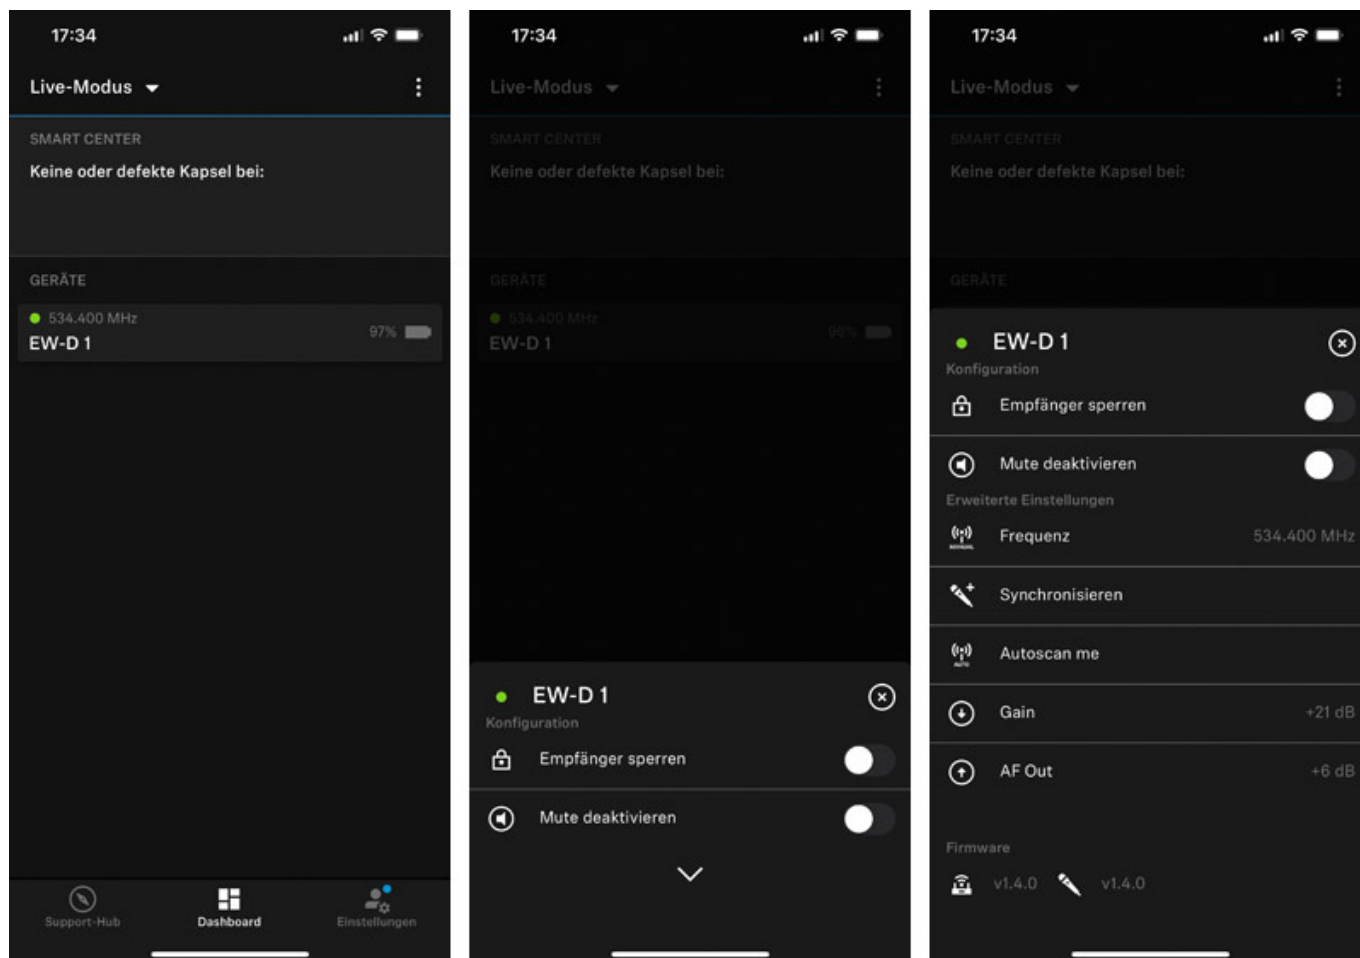 17:34
Live-Modus
SMART CENTER
Keine oder defekte Kapsel bei:
GERÄTE
534.400 MHz
97%
EW-D 1
Support-Hub
Dashboard
Einstellungen
17:34
Live-Modus
SMART CENTER
Keine oder defekte Kapsel bei:
GERÄTE
534.400 MHz
96%
EW-D 1
EW-D 1
Konfiguration
Empfänger sperren
Mute deaktivieren
17:34
Live-Modus
SMART CENTER
Keine oder defekte Kapsel bei:
GERÄTE
EW-D 1
Konfiguration
Empfänger sperren
Mute deaktivieren
Erweiterte Einstellungen
Frequenz 534.400 MHz
Synchronisieren
AUTO
Autoscan me
Gain +21 dB
AF Out +6 dB
Firmware
v1.4.0 v1.4.0